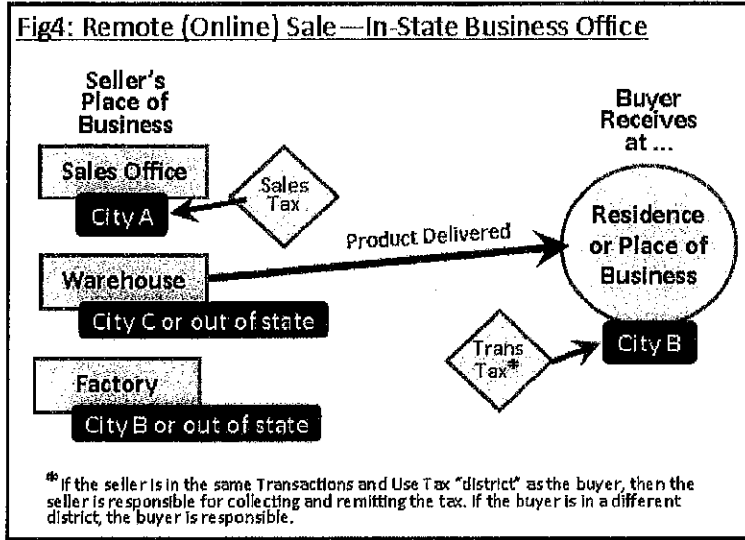 Fig4: Remote (Online) Sale—In-State Business Office
Seller's
Place of
Business
Sales Office
City A
Sales
Tax
Buyer
Receives
at ...
Product Delivered
Residence
or Place of
Business
City B
Warehouse
City C or out of state
Trans
Tax*
Factory
City B or out of state
* If the seller is in the same Transactions and Use Tax "district" as the buyer, then the
seller is responsible for collecting and remitting the tax. If the buyer is in a different
district, the buyer is responsible.